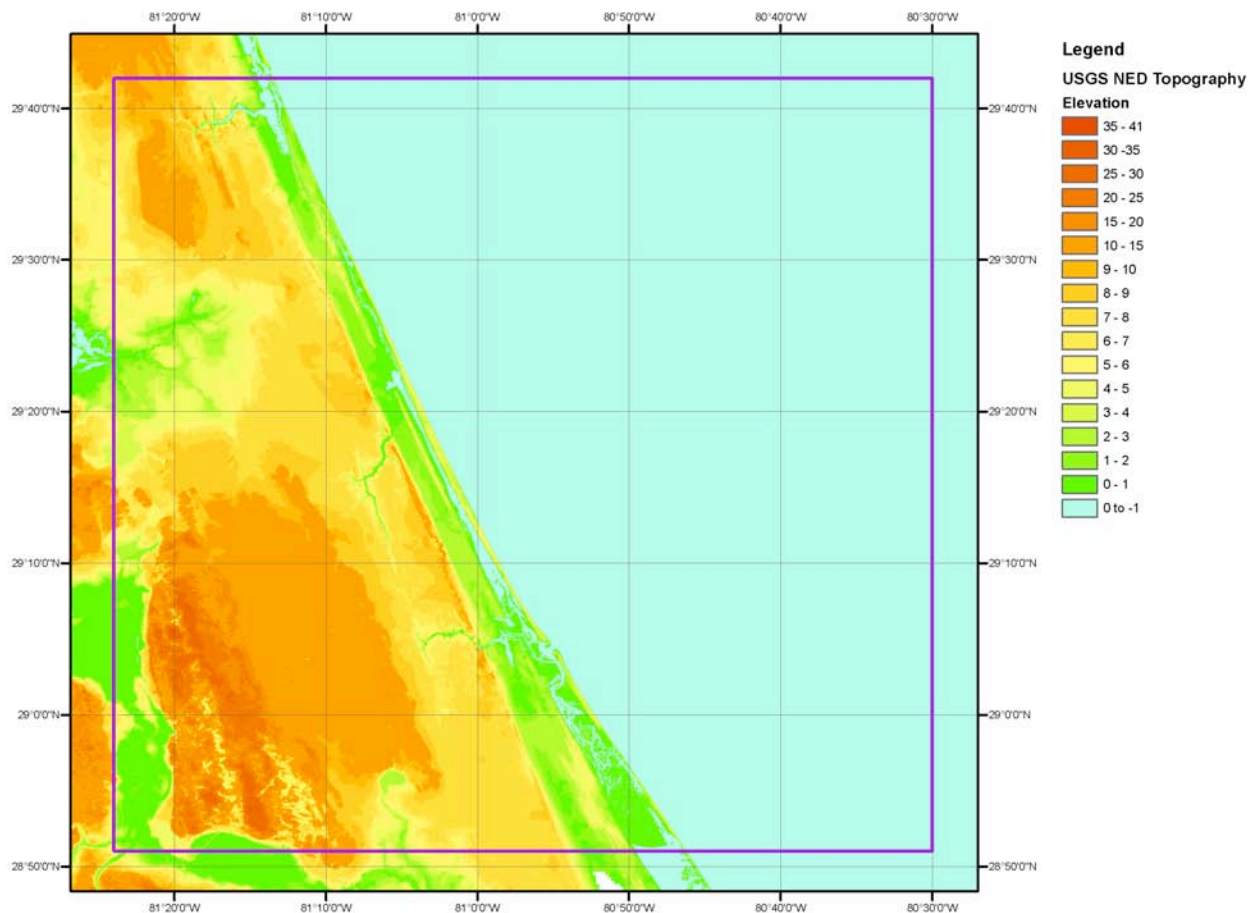 81°20'0"W 81°10'0"W 81°0'0"W 80°50'0"W 80°40'0"W 80°30'0"W
29°40'0"N 29°40'0"N
29°30'0"N 29°30'0"N
29°20'0"N 29°20'0"N
29°10'0"N 29°10'0"N
29°0'0"N 29°0'0"N
28°50'0"N 28°50'0"N
81°20'0"W 81°10'0"W 81°0'0"W 80°50'0"W 80°40'0"W 80°30'0"W
Legend
USGS NED Topography
Elevation
35 - 41
30 -35
25 - 30
20 - 25
15 - 20
10 - 15
9 - 10
8 - 9
7 - 8
6 - 7
5 - 6
4 - 5
3 - 4
2 - 3
1 - 2
0 - 1
0 to -1